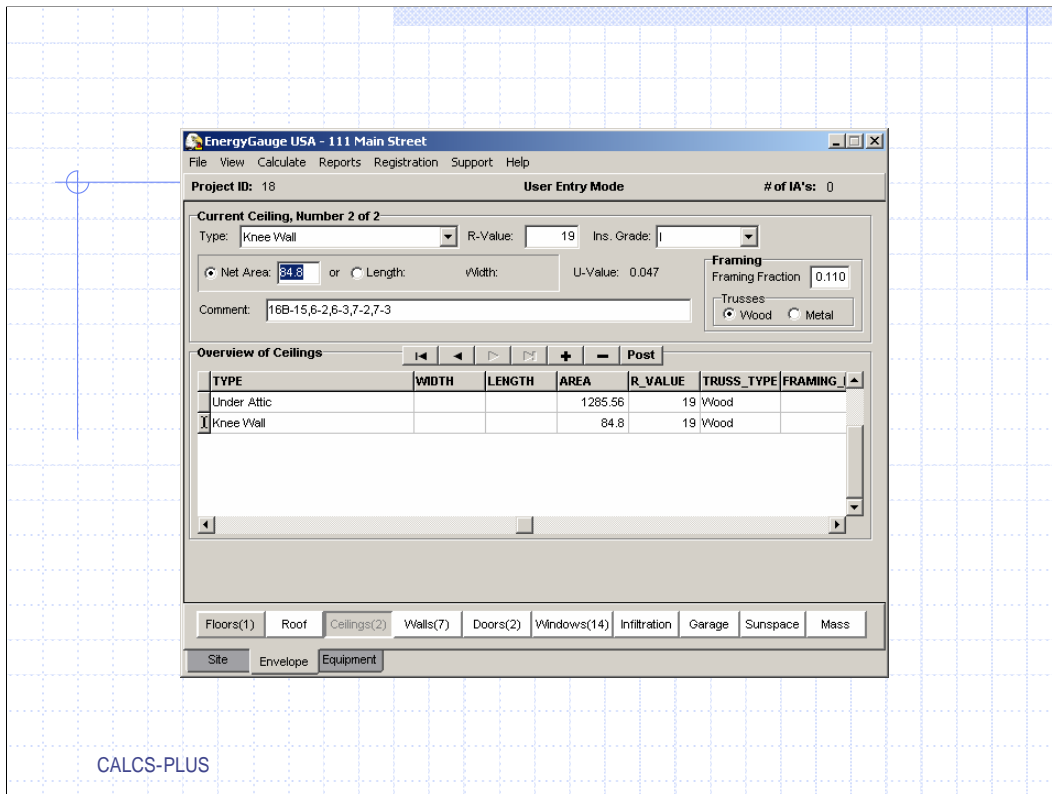 EnergyGauge USA - 111 Main Street
File View Calculate Reports Registration Support Help
Project ID: 18 User Entry Mode # of IA's: 0
Current Ceiling, Number 2 of 2
Type: Knee Wall R-Value: 19 Ins. Grade: I
Net Area: 84.8 or Length: Width: U-Value: 0.047
Framing
Framing Fraction 0.110
Comment: 16B-15,6-2,6-3,7-2,7-3
Trusses
Wood Metal
Overview of Ceilings Post
TYPE WIDTH LENGTH AREA R_VALUE TRUSS_TYPE FRAMING_
Under Attic 1285.56 19 Wood
Knee Wall 84.8 19 Wood
Floors(1) Roof Ceilings(2) Walls(7) Doors(2) Windows(14) Infiltration Garage Sunspace Mass
Site Envelope Equipment
CALCS-PLUS